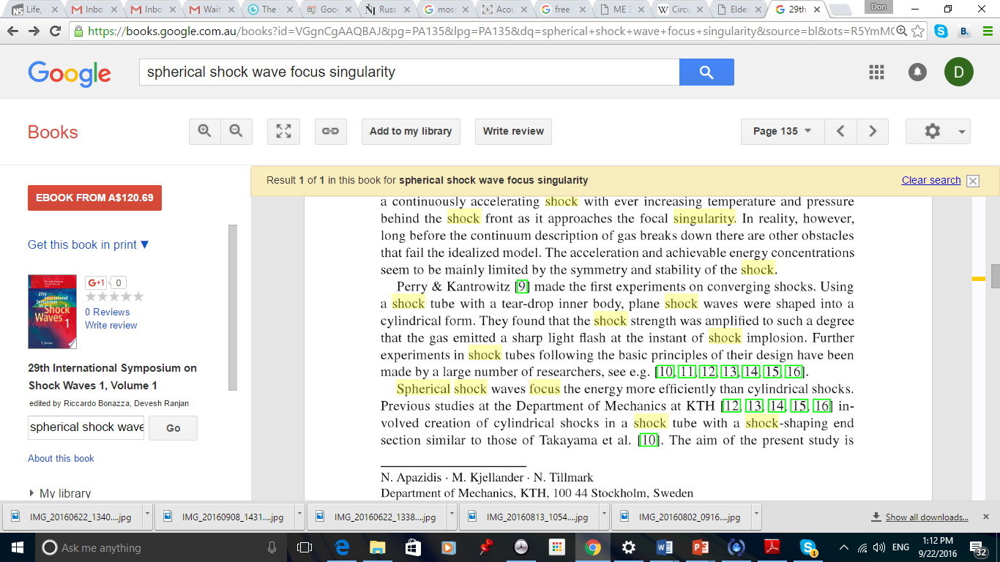 Life,
Inbo
Inbo
Wait
The
Goo
Russ
moss
Acou
free
ME
Circu
Elder
29th
Don
https://books.google.com.au/books?id=VGgnCgAAQBAJ&pg=PA135&lpg=PA135&dq=spherical+shock+wave+focus+singularity&source=bl&ots=R5YmM
Google
spherical shock wave focus singularity
D
Books
Add to my library
Write review
Page 135
Result 1 of 1 in this book for spherical shock wave focus singularity
Clear search
EBOOK FROM A$120.69
Get this book in print ▼
G+1 0
0 Reviews
Write review
29th International Symposium on Shock Waves 1
29th International Symposium on
Shock Waves 1, Volume 1
edited by Riccardo Bonazza, Devesh Ranjan
spherical shock wave
Go
About this book
My library
a continuously accelerating shock with ever increasing temperature and pressure
behind the shock front as it approaches the focal singularity. In reality, however,
long before the continuum description of gas breaks down there are other obstacles
that fail the idealized model. The acceleration and achievable energy concentrations
seem to be mainly limited by the symmetry and stability of the shock.
Perry & Kantrowitz [9] made the first experiments on converging shocks. Using
a shock tube with a tear-drop inner body, plane shock waves were shaped into a
cylindrical form. They found that the shock strength was amplified to such a degree
that the gas emitted a sharp light flash at the instant of shock implosion. Further
experiments in shock tubes following the basic principles of their design have been
made by a large number of researchers, see e.g. [10, 11, 12, 13, 14, 15, 16].
Spherical shock waves focus the energy more efficiently than cylindrical shocks.
Previous studies at the Department of Mechanics at KTH [12, 13, 14, 15, 16] in-
volved creation of cylindrical shocks in a shock tube with a shock-shaping end
section similar to those of Takayama et al. [10]. The aim of the present study is
N. Apazidis · M. Kjellander · N. Tillmark
Department of Mechanics, KTH, 100 44 Stockholm, Sweden
IMG_20160622_1340....jpg
IMG_20160908_1431....jpg
IMG_20160622_1338....jpg
IMG_20160813_1054....jpg
IMG_20160802_0916....jpg
Show all downloads...
Ask me anything
ENG
1:12 PM
9/22/2016
32